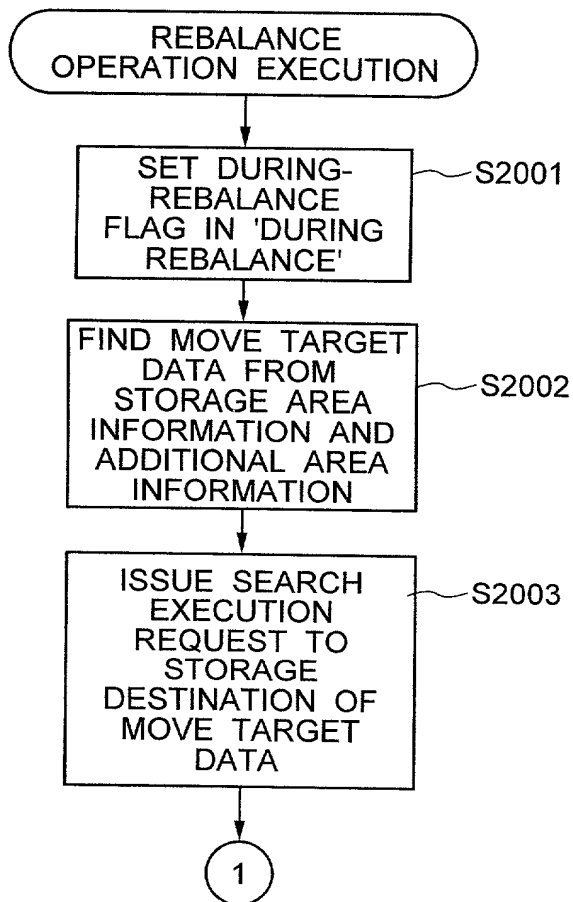 REBALANCE
OPERATION EXECUTION
SET DURING-
REBALANCE
FLAG IN 'DURING
REBALANCE'
S2001
FIND MOVE TARGET
DATA FROM
STORAGE AREA
INFORMATION AND
ADDITIONAL AREA
INFORMATION
S2002
ISSUE SEARCH
EXECUTION
REQUEST TO
STORAGE
DESTINATION OF
MOVE TARGET
DATA
S2003
1